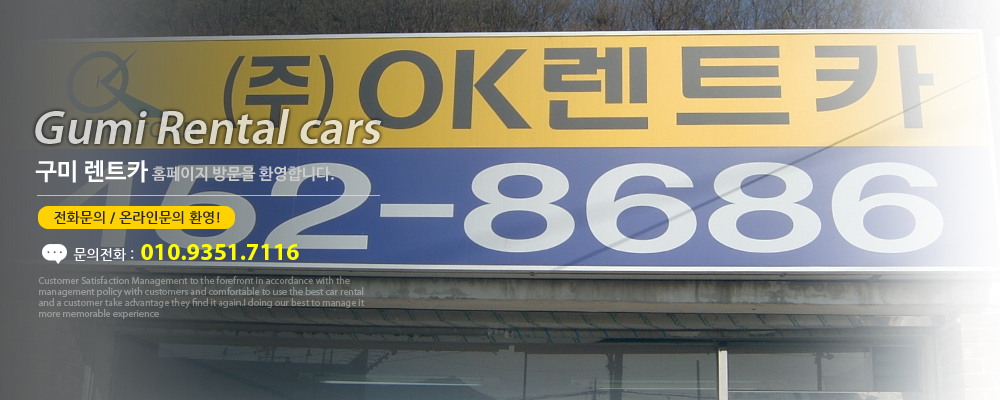 (주)OK렌트카
452-8686
Gumi Rental cars
구미 렌트카 홈페이지 방문을 환영합니다.
전화문의 / 온라인문의 환영!
문의전화 : 010.9351.7116
Customer Satisfaction Management to the forefront in accordance with the
management policy with customers and comfortable to use the best car rental
and a customer take advantage they find it again.I doing our best to manage it
more memorable experience